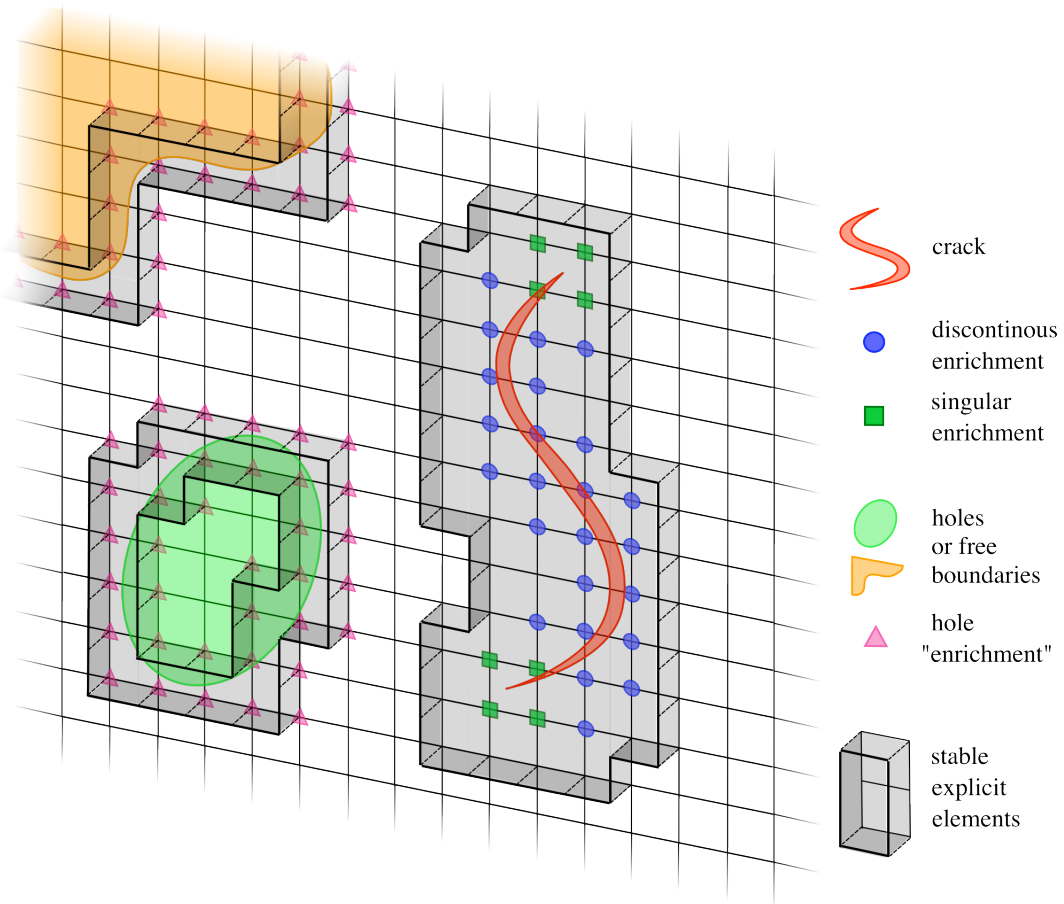 crack
discontinous
enrichment
singular
enrichment
holes
or free
boundaries
hole
"enrichment"
stable
explicit
elements